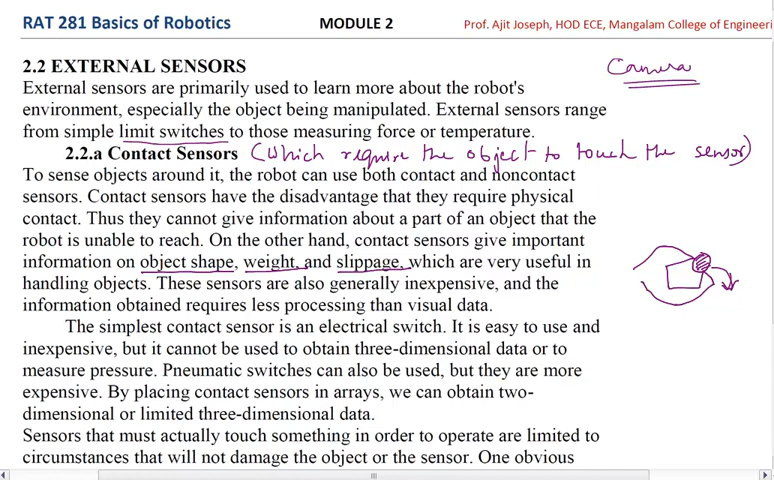 RAT 281 Basics of Robotics MODULE 2 Prof. Ajit Joseph, HOD ECE, Mangalam College of Engineeri
2.2 EXTERNAL SENSORS
Camera
External sensors are primarily used to learn more about the robot's
environment, especially the object being manipulated. External sensors range
from simple limit switches to those measuring force or temperature.
2.2.a Contact Sensors (which require the object to touch the sensor)
To sense objects around it, the robot can use both contact and noncontact
sensors. Contact sensors have the disadvantage that they require physical
contact. Thus they cannot give information about a part of an object that the
robot is unable to reach. On the other hand, contact sensors give important
information on object shape, weight, and slippage, which are very useful in
handling objects. These sensors are also generally inexpensive, and the
information obtained requires less processing than visual data.
The simplest contact sensor is an electrical switch. It is easy to use and
inexpensive, but it cannot be used to obtain three-dimensional data or to
measure pressure. Pneumatic switches can also be used, but they are more
expensive. By placing contact sensors in arrays, we can obtain two-
dimensional or limited three-dimensional data.
Sensors that must actually touch something in order to operate are limited to
circumstances that will not damage the object or the sensor. One obvious